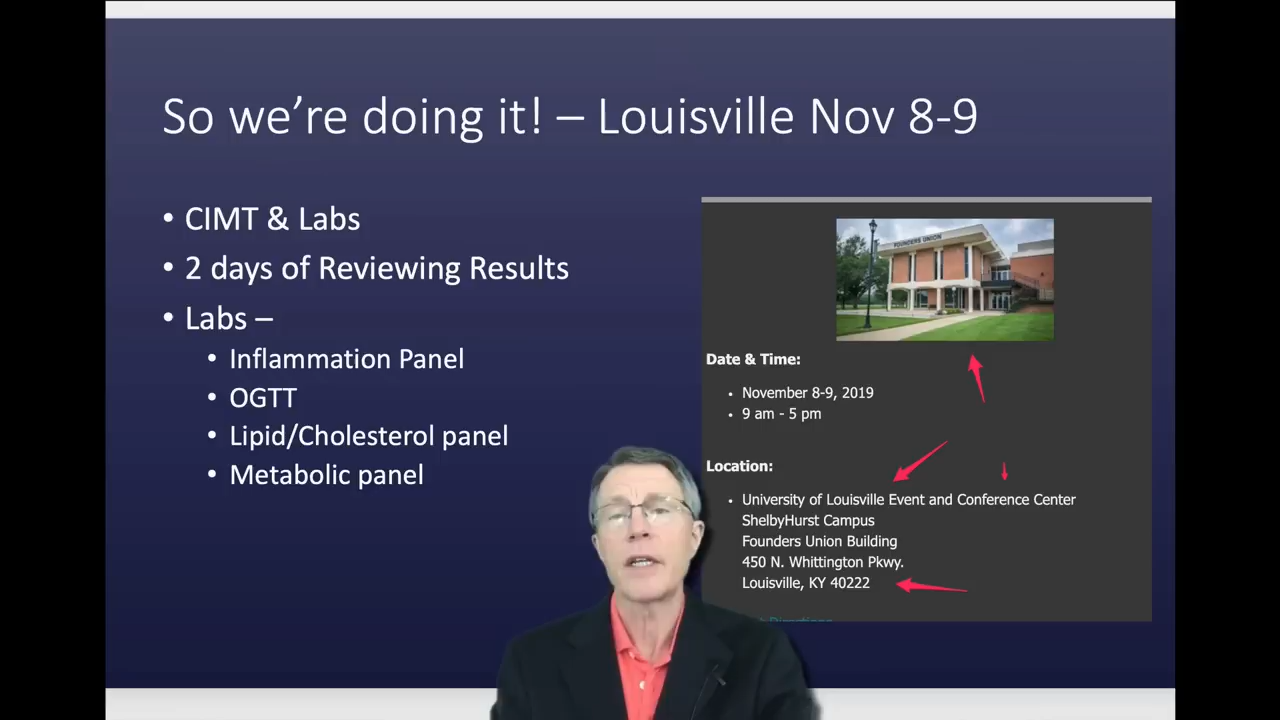 So we're doing it! – Louisville Nov 8-9
• CIMT & Labs
• 2 days of Reviewing Results
• Labs –
• Inflammation Panel
• OGTT
• Lipid/Cholesterol panel
• Metabolic panel
FOUNDERS UNION
Date & Time:
• November 8-9, 2019
• 9 am - 5 pm
Location:
• University of Louisville Event and Conference Center
ShelbyHurst Campus
Founders Union Building
450 N. Whittington Pkwy.
Louisville, KY 40222
Directions